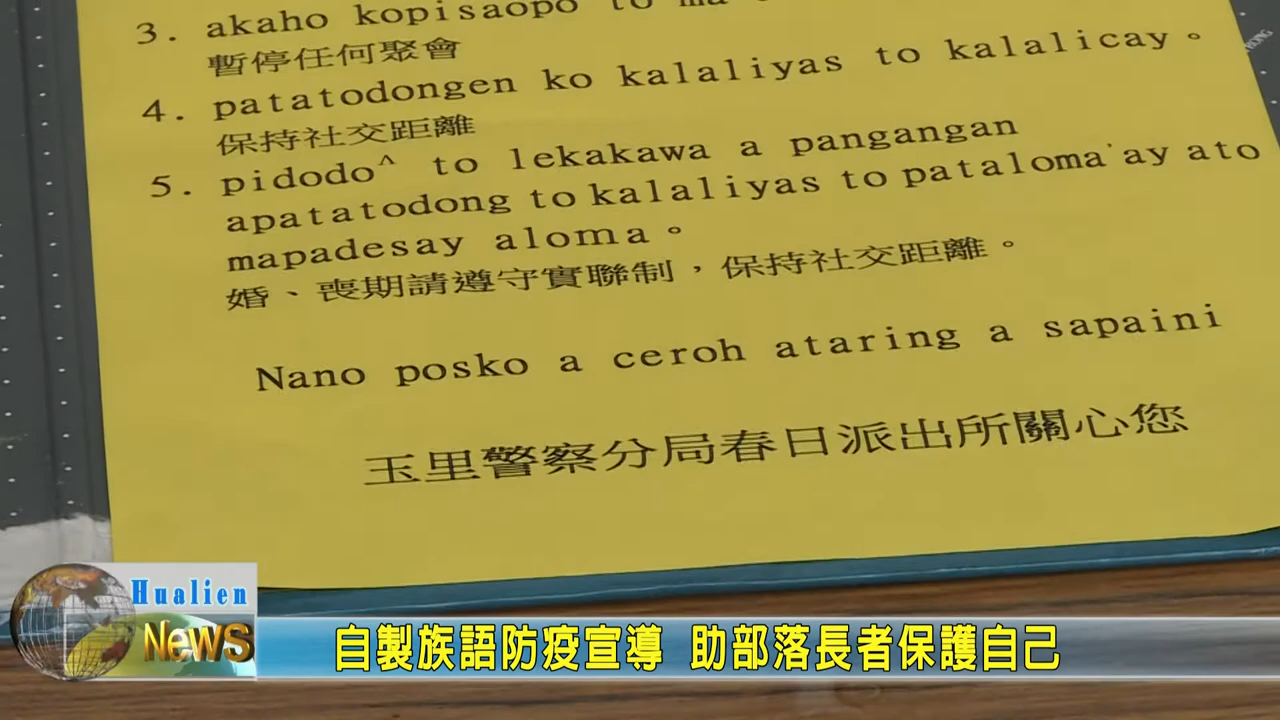 3. akaho kopisaopo to
暫停任何聚會
4. patatodongen ko kalaliyas to kalalicay。
保持社交距離
5. pidodo^ to lekakawa a pangangan
apatatodong to kalaliyas to pataloma'ay ato
mapadesay aloma。
婚、喪期請遵守實聯制，保持社交距離。
Nano posko a ceroh ataring a sapaini
玉里警察分局春日派出所關心您
Hualien
News
自製族語防疫宣導 助部落長者保護自己